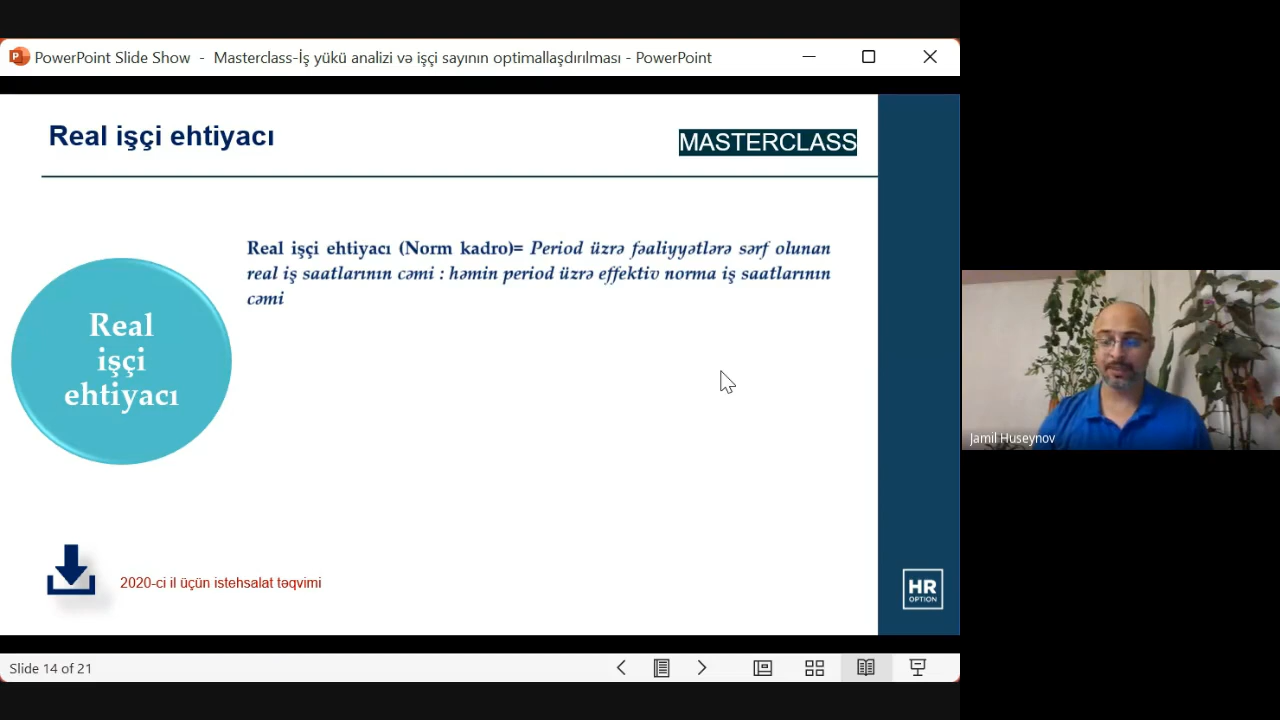 PowerPoint Slide Show - Masterclass-İş yükü analizi və işçi sayının optimallaşdırılması - PowerPoint
Real işçi ehtiyacı
MASTERCLASS
Real işçi ehtiyacı (Norm kadro)= Period üzrə fəaliyyətlərə sərf olunan
real iş saatlarının cəmi : həmin period üzrə effektiv norma iş saatlarının
cəmi
Real
işçi
ehtiyacı
Jamil Huseynov
2020-ci il üçün istehsalat təqvimi
HR
OPTION
Slide 14 of 21